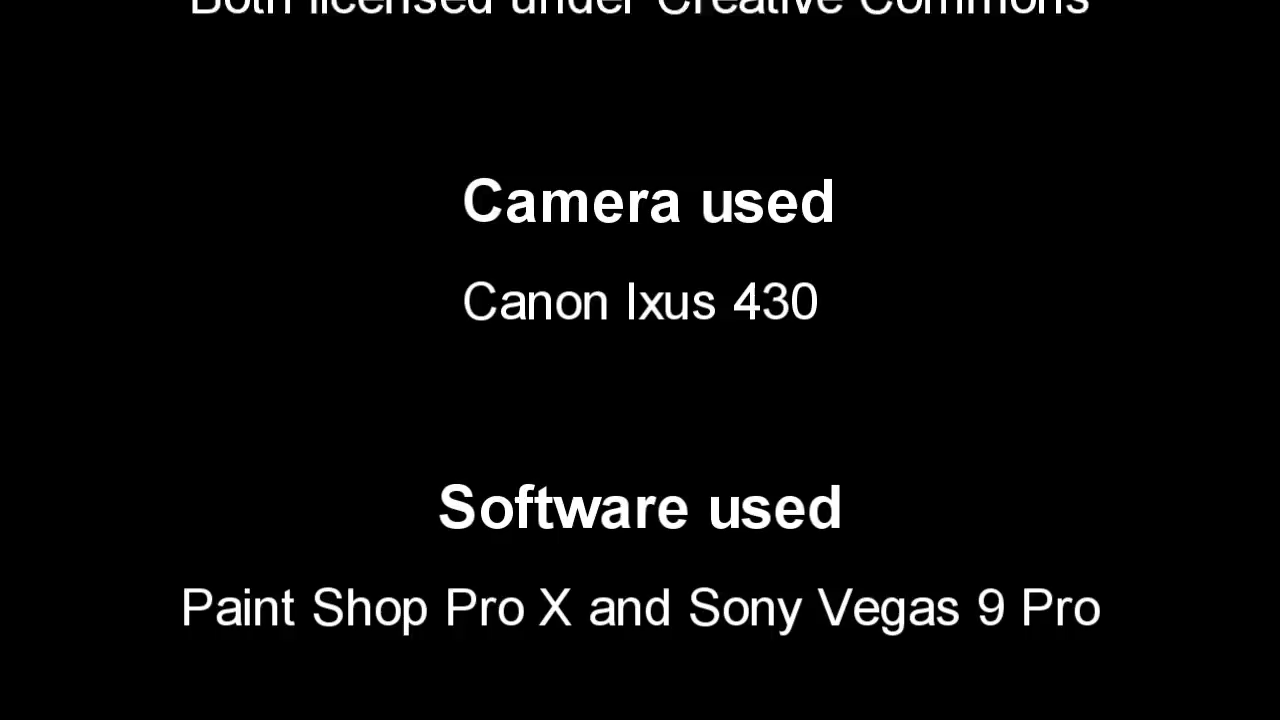 Both licensed under Creative Commons
Camera used
Canon Ixus 430
Software used
Paint Shop Pro X and Sony Vegas 9 Pro